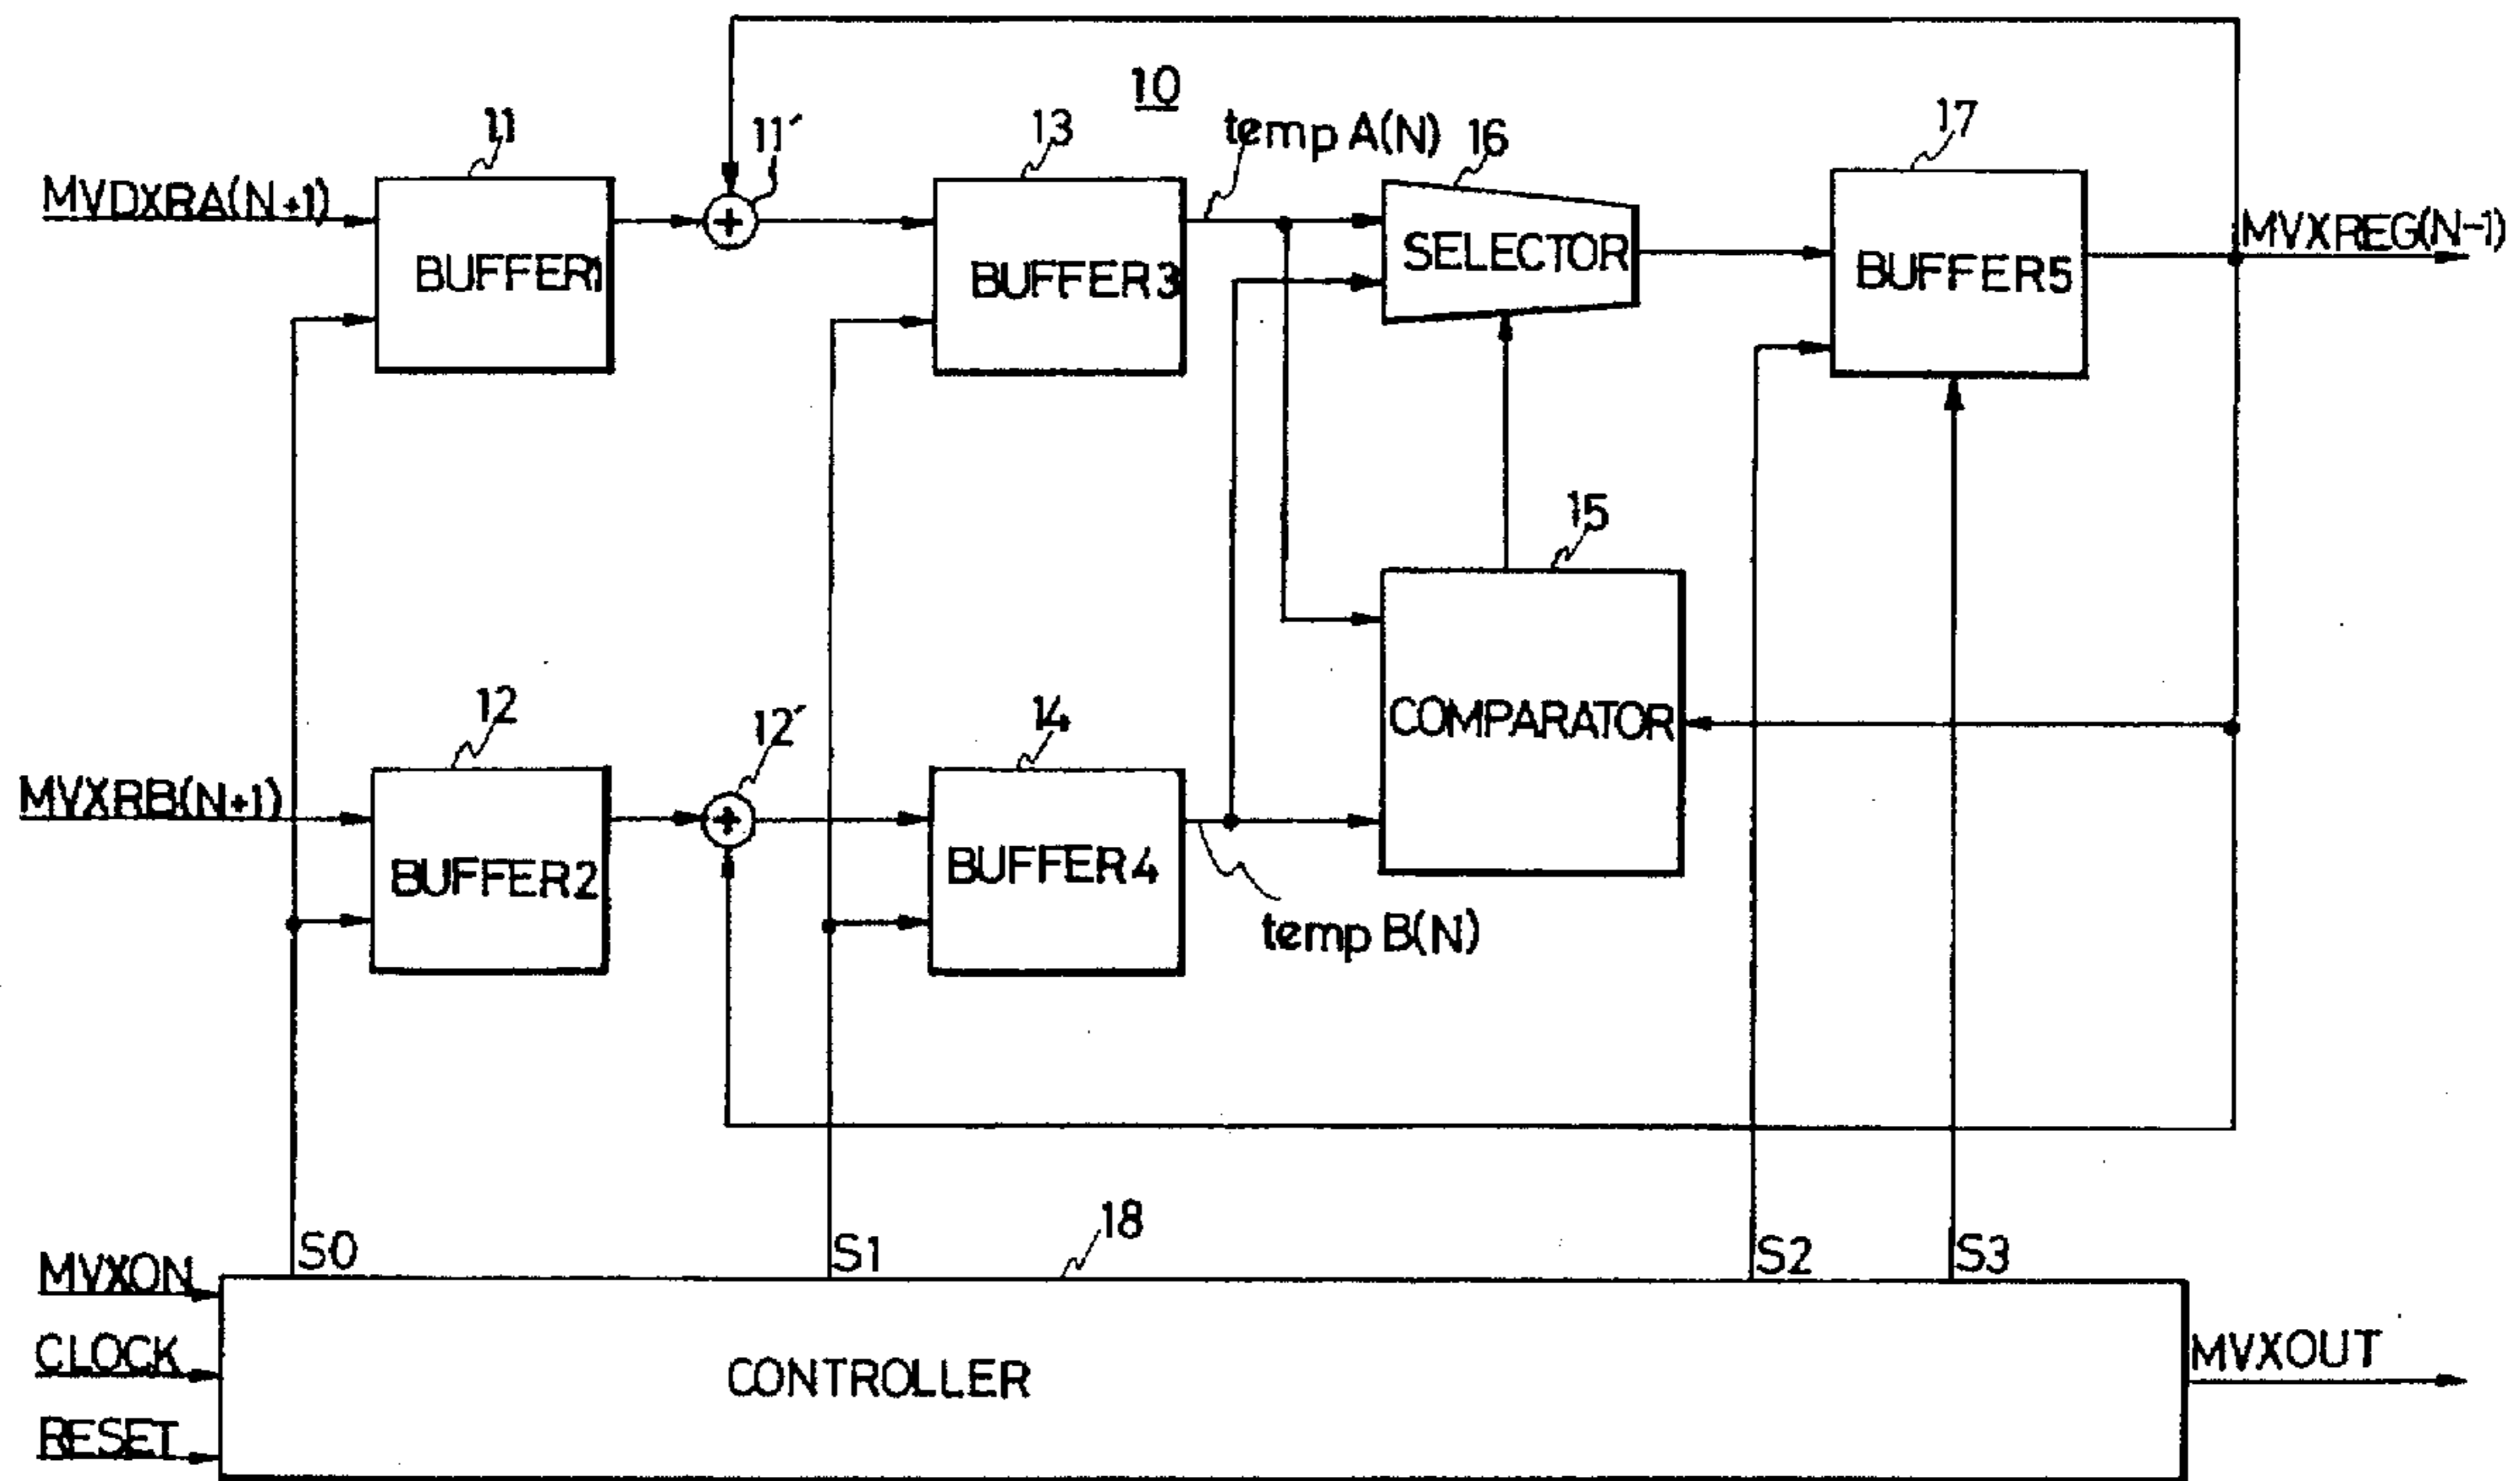 10
11
11′
13
temp A(N)
16
17
MVDXRA(N+1)
BUFFER1
BUFFER3
SELECTOR
BUFFER5
MVXREG(N-1)
15
12
12′
14
COMPARATOR
MVXRB(N+1)
BUFFER2
BUFFER4
temp B(N)
18
S0
S1
S2
S3
MVXON
CLOCK
RESET
CONTROLLER
MVXOUT